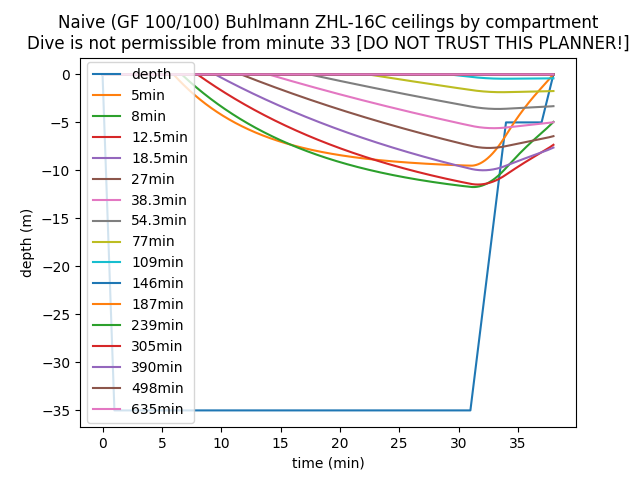 Naive (GF 100/100) Buhlmann ZHL-16C ceilings by compartment
Dive is not permissible from minute 33 [DO NOT TRUST THIS PLANNER!]
depth (m)
0
−5
−10
−15
−20
−25
−30
−35
depth
5min
8min
12.5min
18.5min
27min
38.3min
54.3min
77min
109min
146min
187min
239min
305min
390min
498min
635min
0 5 10 15 20 25 30 35
time (min)